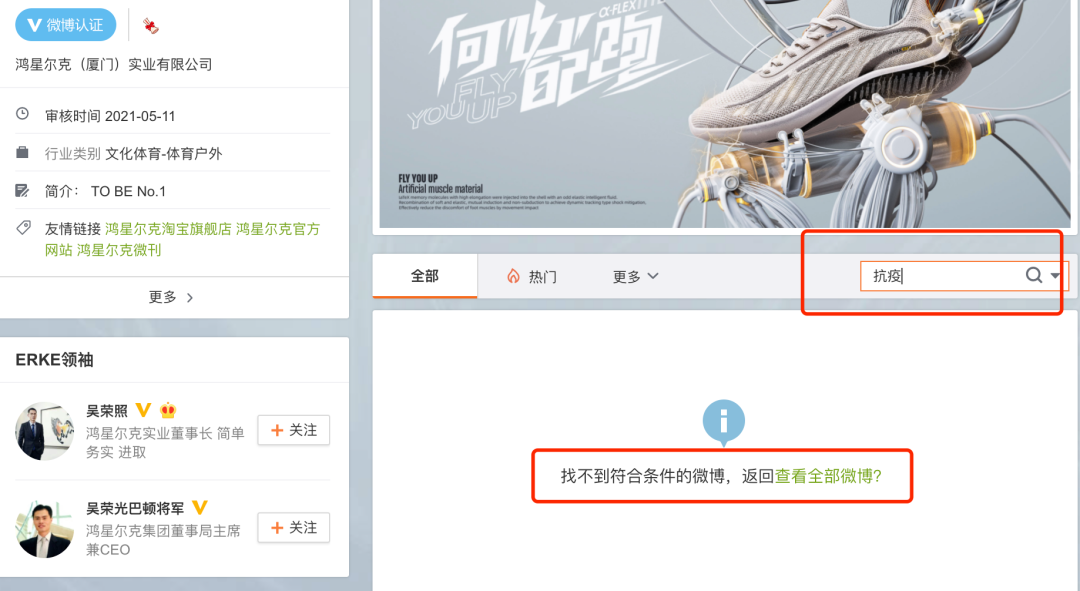 微博认证
鸿星尔克（厦门）实业有限公司
审核时间 2021-05-11
行业类别 文化体育-体育户外
简介： TO BE No.1
友情链接 鸿星尔克淘宝旗舰店 鸿星尔克官方
网站 鸿星尔克微刊
更多
ERKE领袖
吴荣照
鸿星尔克实业董事长 简单
务实 进取
+ 关注
吴荣光巴顿将军
鸿星尔克集团董事局主席
兼CEO
+ 关注
α-FLEX
FLY
YOU UP
FLY YOU UP
Artificial muscle material
全部
热门
更多
抗疫
找不到符合条件的微博，返回查看全部微博?